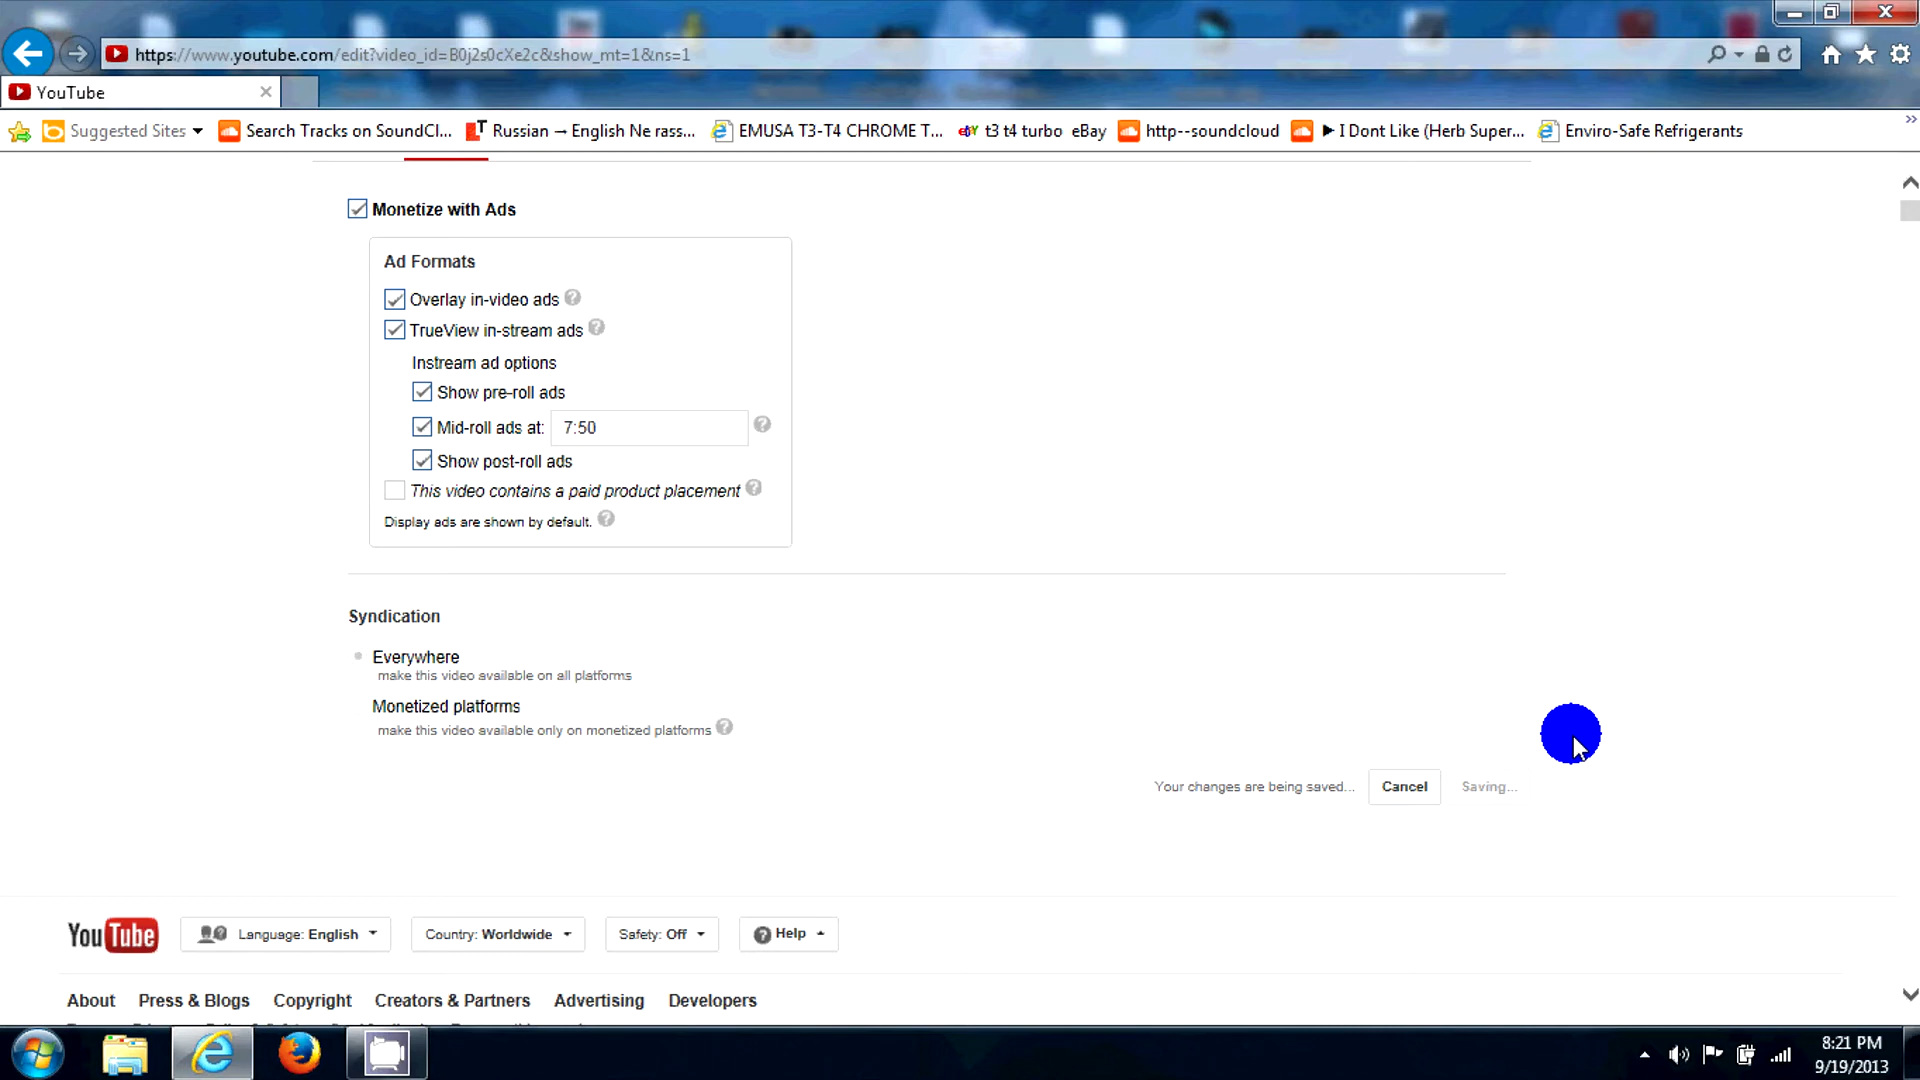 https://www.youtube.com/edit?video_id=B0j2s0cXe2c&show_mt=1&ns=1
YouTube
Suggested Sites
Search Tracks on SoundCl...
Russian → English Ne rass...
EMUSA T3-T4 CHROME T...
t3 t4 turbo eBay
http--soundcloud
►I Dont Like (Herb Super...
Enviro-Safe Refrigerants
Monetize with Ads
Ad Formats
Overlay in-video ads
TrueView in-stream ads
Instream ad options
Show pre-roll ads
Mid-roll ads at: 7:50
Show post-roll ads
This video contains a paid product placement
Display ads are shown by default.
Syndication
Everywhere
make this video available on all platforms
Monetized platforms
make this video available only on monetized platforms
Your changes are being saved... Cancel Saving...
YouTube Language: English Country: Worldwide Safety: Off Help
About Press & Blogs Copyright Creators & Partners Advertising Developers
8:21 PM
9/19/2013